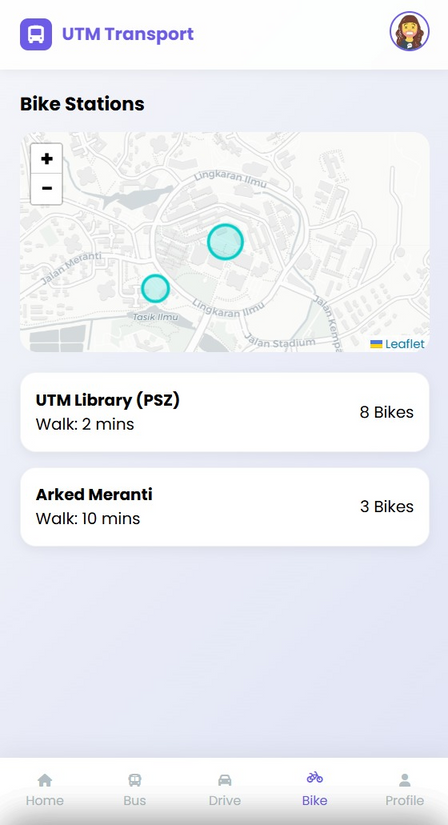 UTM Transport
Bike Stations
+
−
Lingkaran Ilmu
Jalan Meranti
Lingkaran Ilmu
Tasik Ilmu
Jalan Stadium
Jalan Kempa
Leaflet
UTM Library (PSZ)
Walk: 2 mins
8 Bikes
Arked Meranti
Walk: 10 mins
3 Bikes
Home
Bus
Drive
Bike
Profile